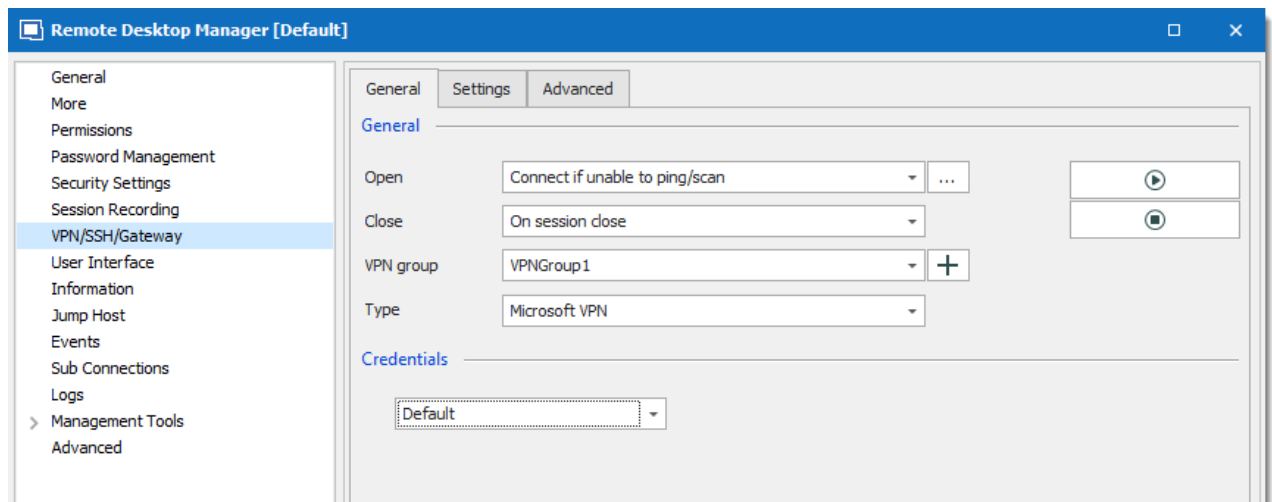 Remote Desktop Manager [Default]
General
More
Permissions
Password Management
Security Settings
Session Recording
VPN/SSH/Gateway
User Interface
Information
Jump Host
Events
Sub Connections
Logs
Management Tools
Advanced
General Settings Advanced
General
Open Connect if unable to ping/scan ...
Close On session close
VPN group VPNGroup1
Type Microsoft VPN
Credentials
Default